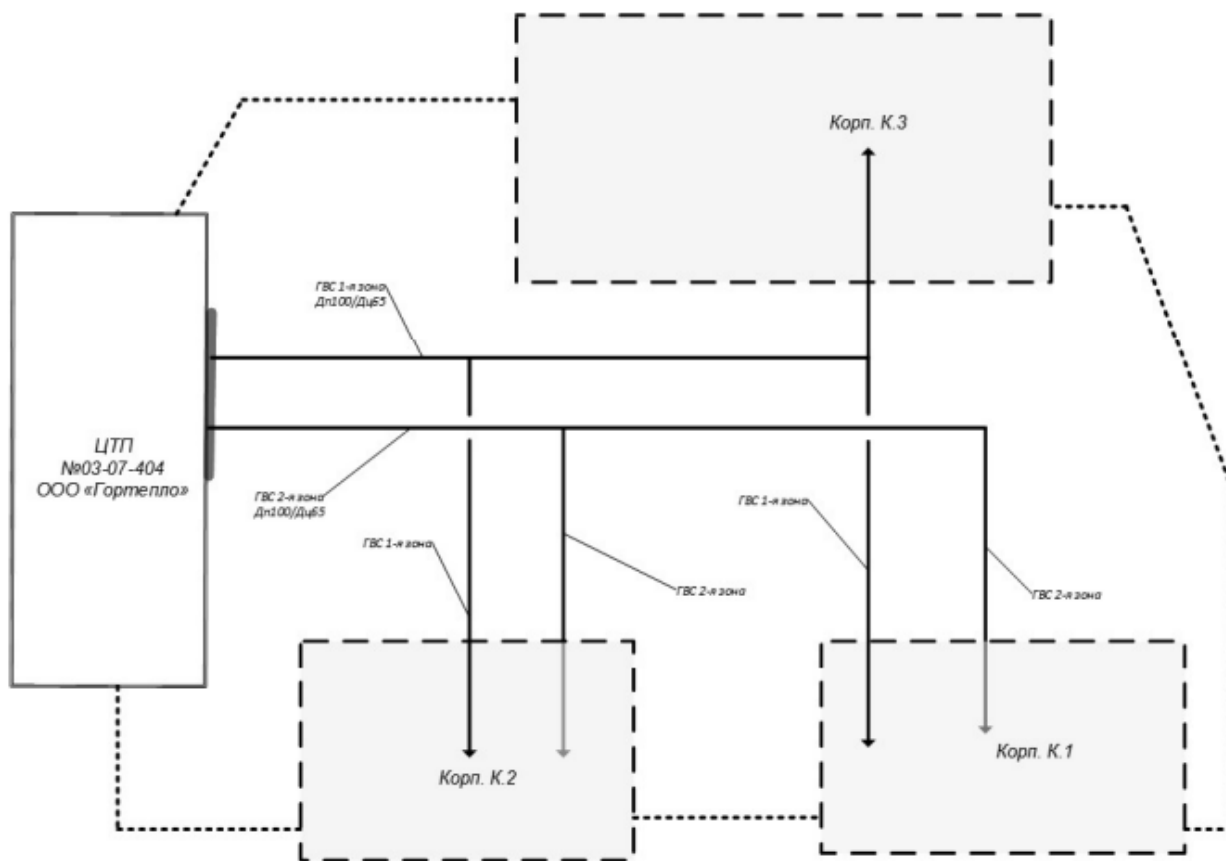 Корп. К.3
ГВС 1-я зона
Дп100/Дц65
ЦТП
№03-07-404
ООО «Гортепло»
ГВС 2-я зона
Дп100/Дц65
ГВС 1-я зона
ГВС 2-я зона
ГВС 1-я зона
ГВС 2-я зона
Корп. К.2
Корп. К.1